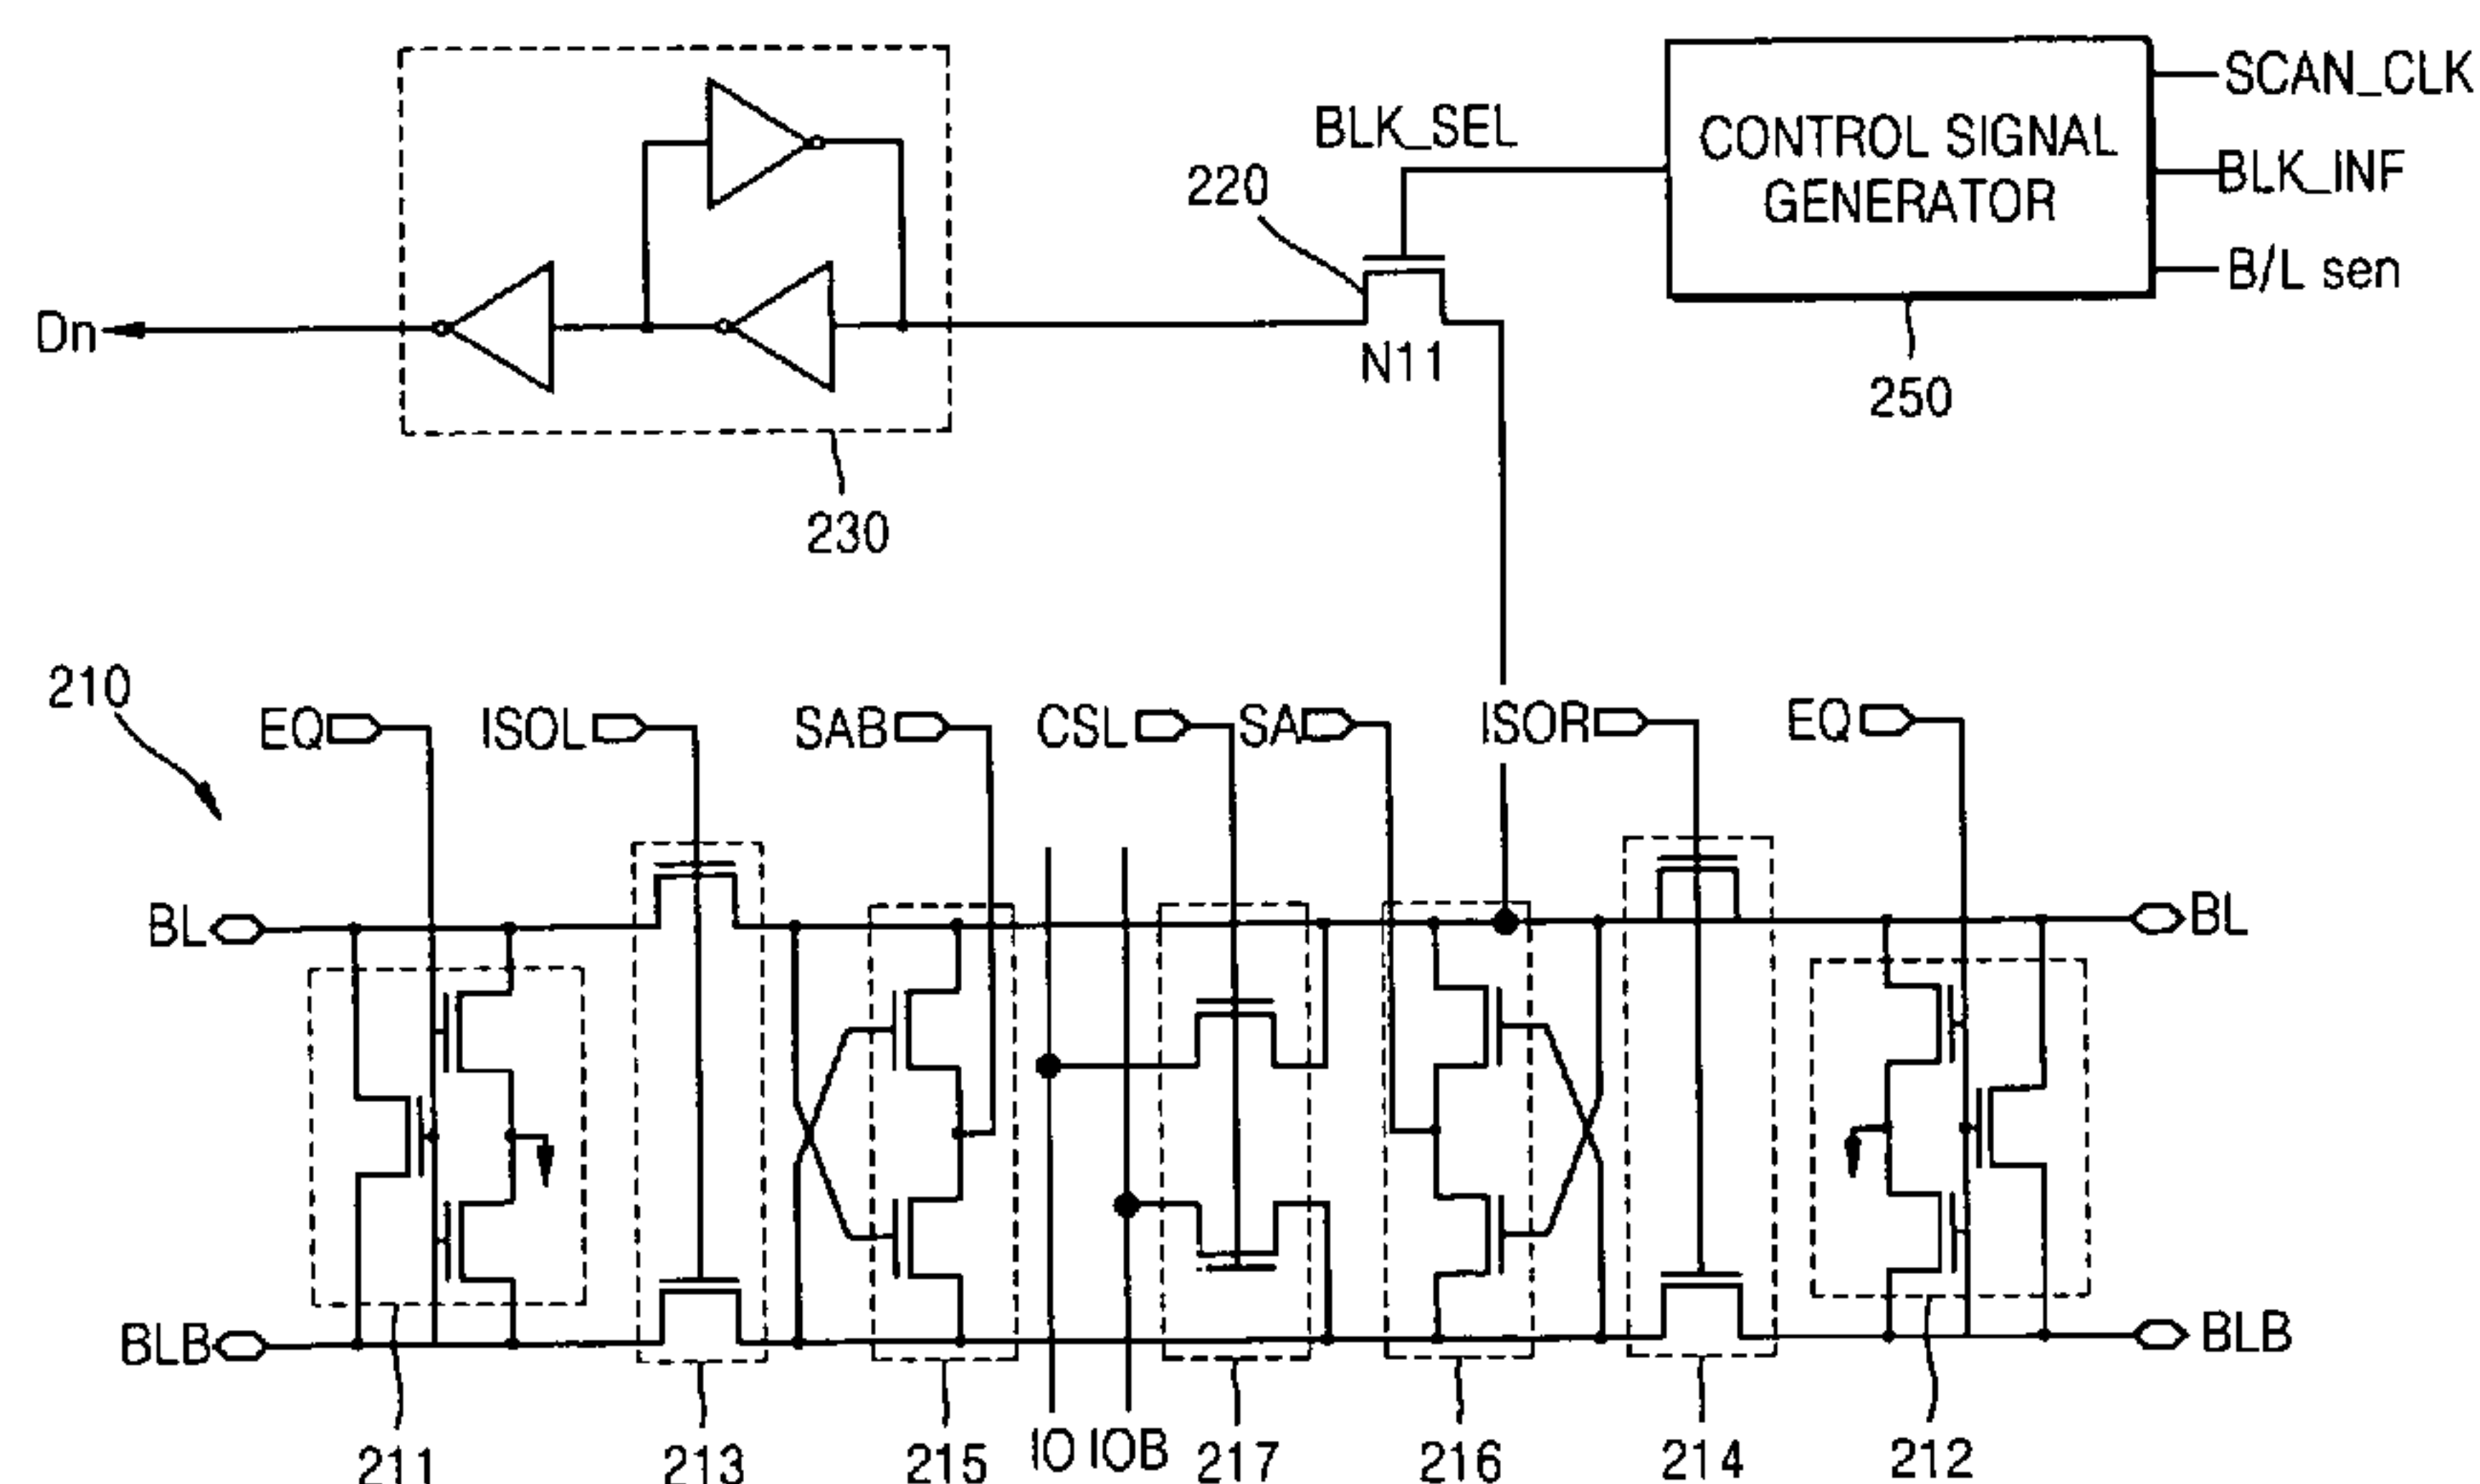 SCAN_CLK
BLK_SEL
CONTROL SIGNAL
GENERATOR
BLK_INF
220
B/L sen
Dn
N11
250
230
210
EQ
ISOL
SAB
CSL
SA
ISOR
EQ
BL
BL
BLB
BLB
211
213
215
IO
IOB
217
216
214
212